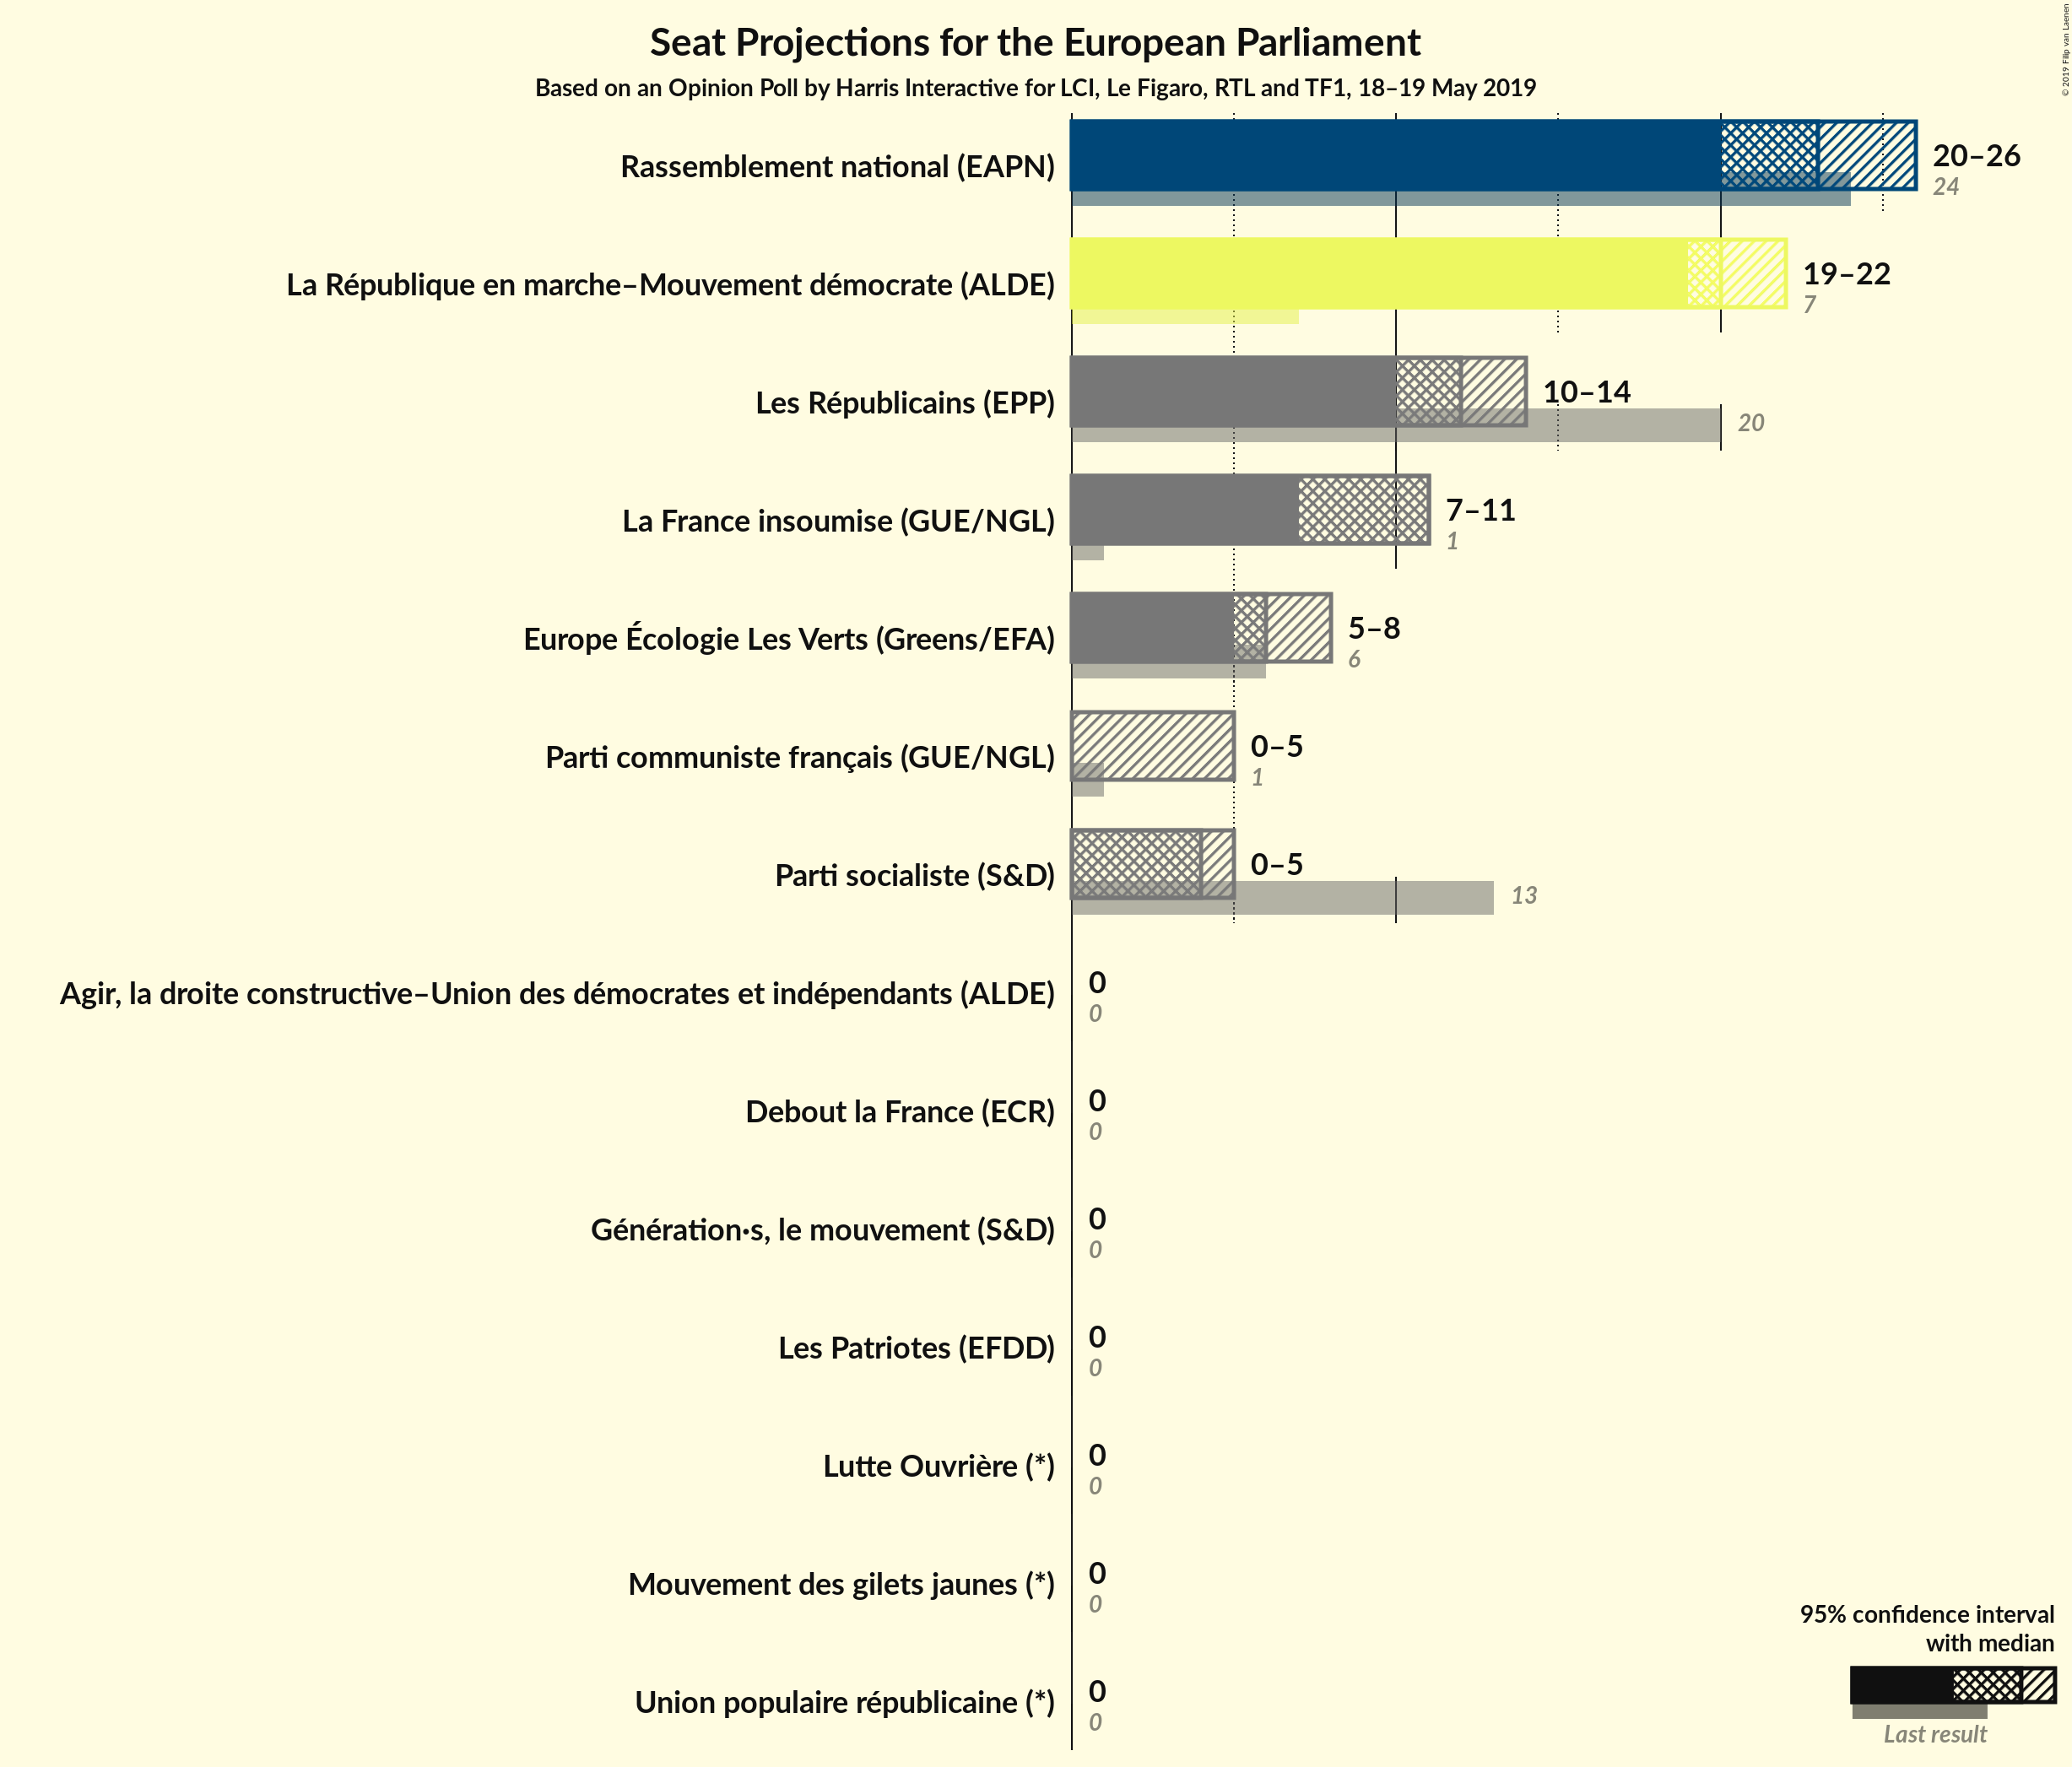 Seat Projections for the European Parliament
Based on an Opinion Poll by Harris Interactive for LCI, Le Figaro, RTL and TF1, 18–19 May 2019
© 2019 Filip van Laenen
Rassemblement national (EAPN)
20–26
24
La République en marche–Mouvement démocrate (ALDE)
19–22
7
Les Républicains (EPP)
10–14
20
La France insoumise (GUE/NGL)
7–11
1
Europe Écologie Les Verts (Greens/EFA)
5–8
6
Parti communiste français (GUE/NGL)
0–5
1
Parti socialiste (S&D)
0–5
13
Agir, la droite constructive–Union des démocrates et indépendants (ALDE)
0
0
Debout la France (ECR)
0
0
Génération·s, le mouvement (S&D)
0
0
Les Patriotes (EFDD)
0
0
Lutte Ouvrière (*)
0
0
Mouvement des gilets jaunes (*)
0
0
Union populaire républicaine (*)
0
0
95% confidence interval
with median
Last result